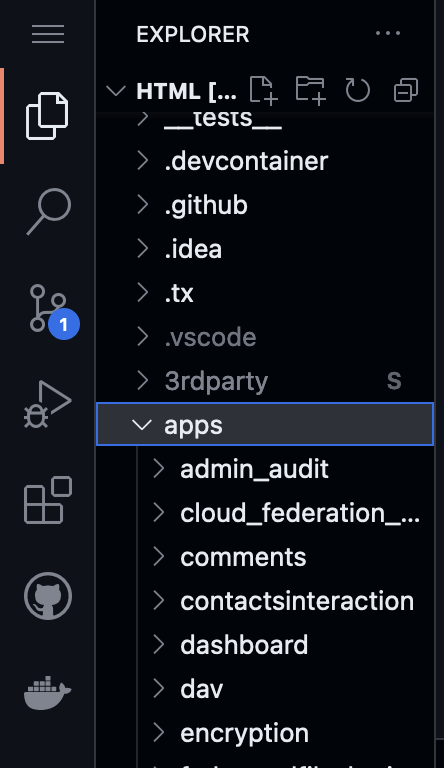 EXPLORER
HTML [...
__tests__
.devcontainer
.github
.idea
.tx
1
.vscode
3rdparty S
apps
admin_audit
cloud_federation_...
comments
contactsinteraction
dashboard
dav
encryption